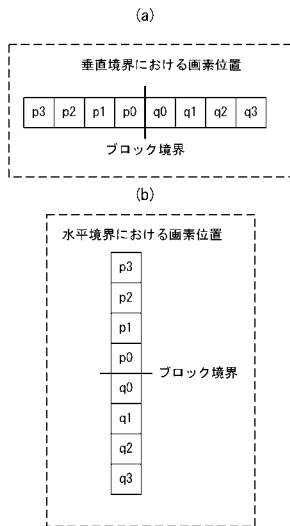 (a)
垂直境界における画素位置
p3 p2 p1 p0 q0 q1 q2 q3
ブロック境界
(b)
水平境界における画素位置
p3
p2
p1
p0
ブロック境界
q0
q1
q2
q3